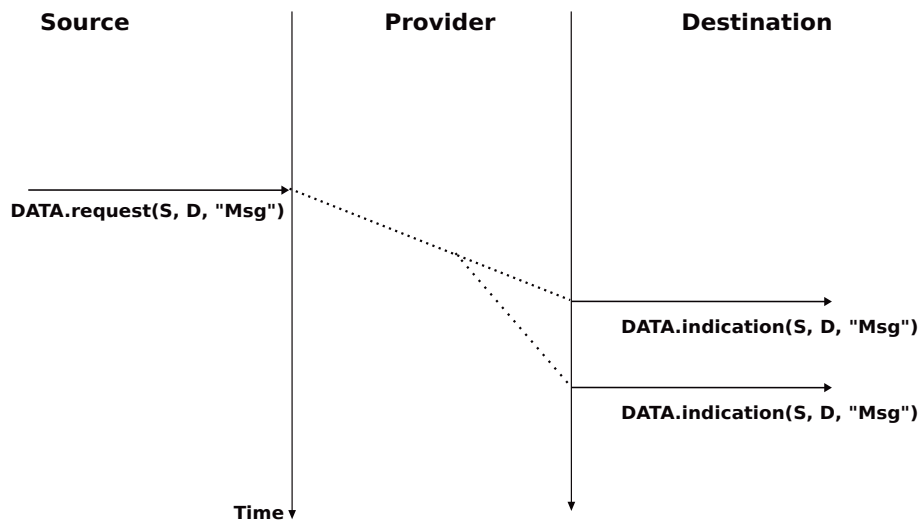 Source
Provider
Destination
DATA.request(S, D, "Msg")
DATA.indication(S, D, "Msg")
DATA.indication(S, D, "Msg")
Time